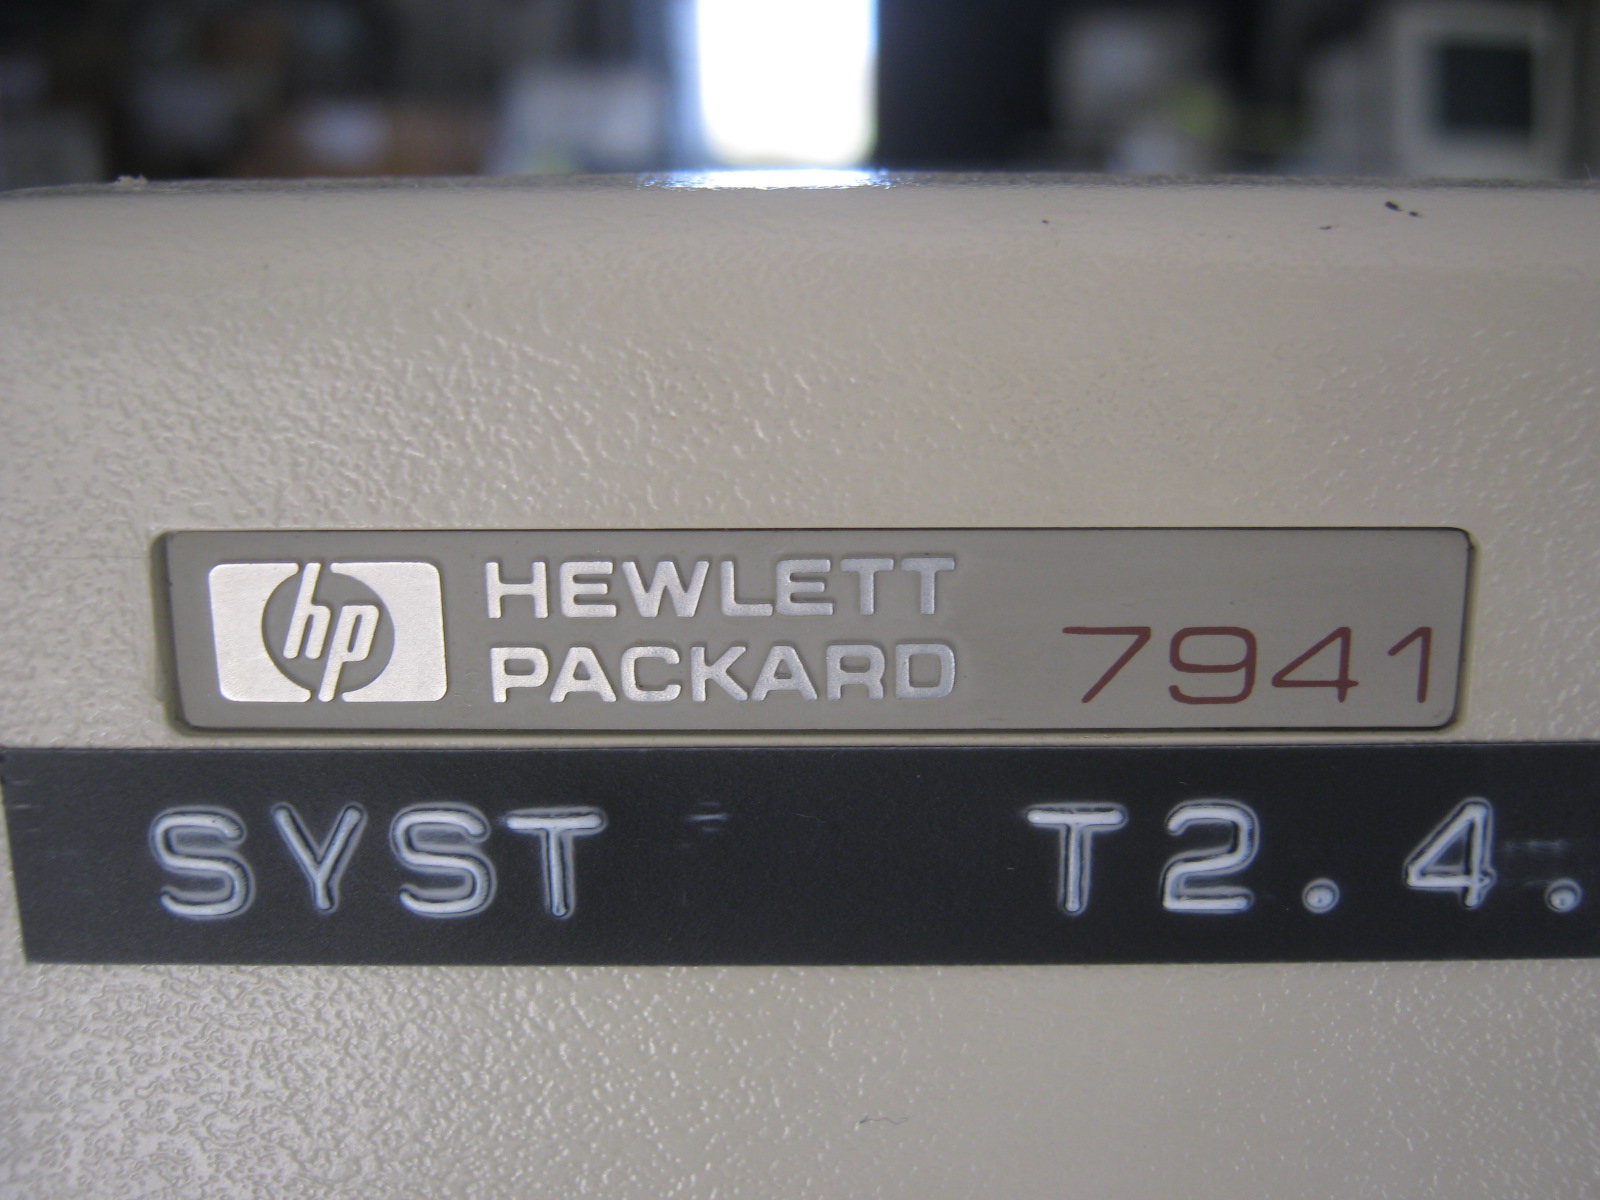 hp HEWLETT PACKARD 7941
SYST T2.4.